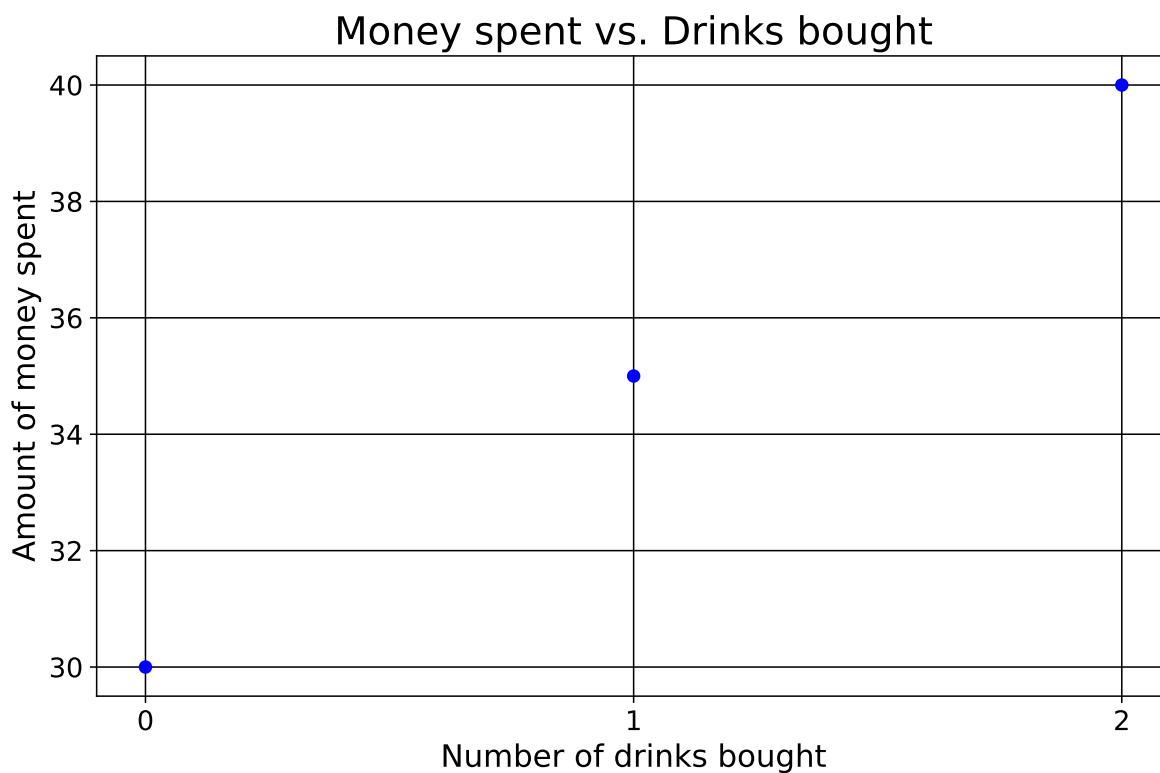 Money spent vs. Drinks bought
Amount of money spent
40
38
36
34
32
30
0 1 2
Number of drinks bought